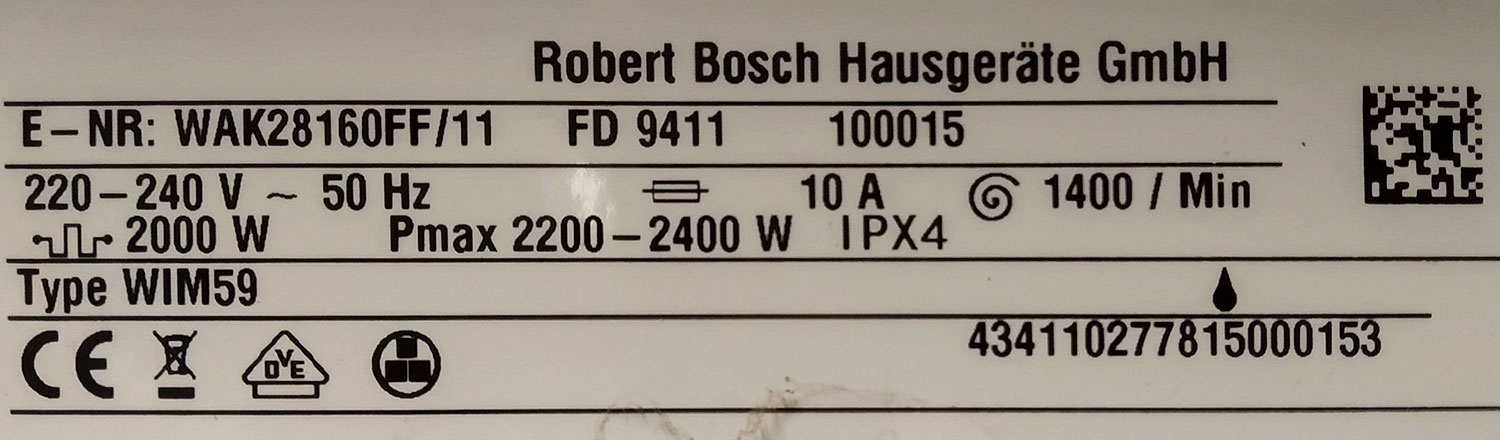 Robert Bosch Hausgeräte GmbH
E-NR: WAK28160FF/11 FD 9411 100015
220-240 V ~ 50 Hz 10 A 1400 / Min
2000 W Pmax 2200-2400 W IPX4
Type WIM59
434110277815000153
CE DVE